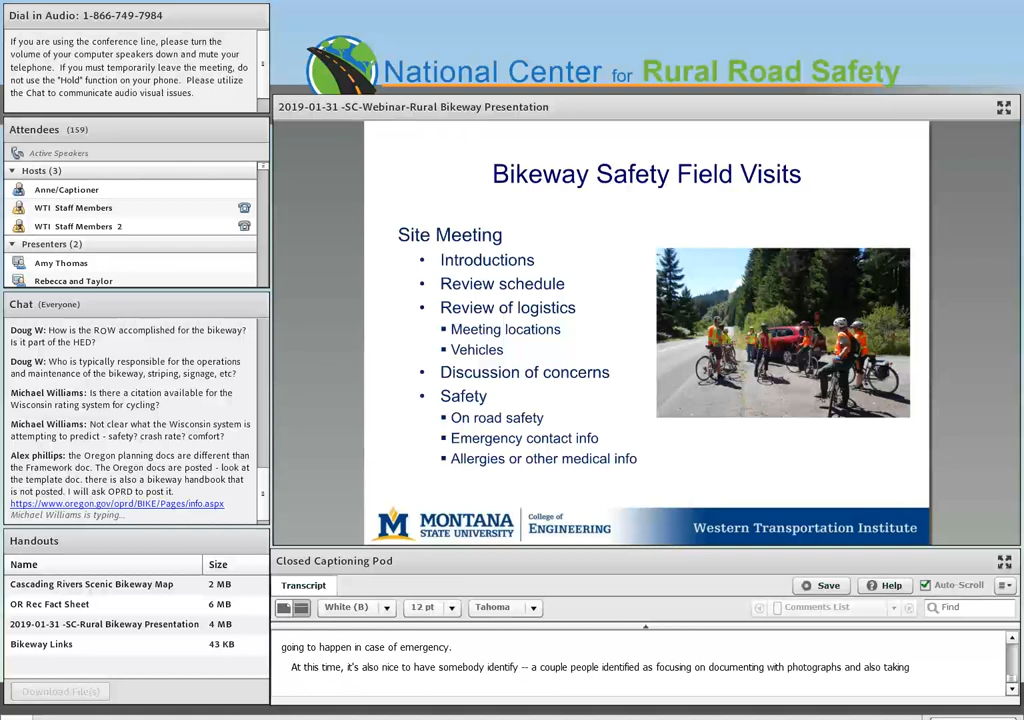 Dial in Audio: 1-866-749-7984
If you are using the conference line, please turn the
volume of your computer speakers down and mute your
telephone. If you must temporarily leave the meeting, do
not use the "Hold" function on your phone. Please utilize
the Chat to communicate audio visual issues.
Attendees (159)
Active Speakers
Hosts (3)
Anne/Captioner
WTI Staff Members
WTI Staff Members 2
Presenters (2)
Amy Thomas
Rebecca and Taylor
Chat (Everyone)
Doug W: How is the ROW accomplished for the bikeway?
Is it part of the HED?
Doug W: Who is typically responsible for the operations
and maintenance of the bikeway, striping, signage, etc?
Michael Williams: Is there a citation available for the
Wisconsin rating system for cycling?
Michael Williams: Not clear what the Wisconsin system is
attempting to predict - safety? crash rate? comfort?
Alex phillips: the Oregon planning docs are different than
the Framework doc. The Oregon docs are posted - look at
the template doc. there is also a bikeway handbook that
is not posted. I will ask OPRD to post it.
https://www.oregon.gov/oprd/BIKE/Pages/info.aspx
Michael Williams is typing...
Handouts
Name Size
Cascading Rivers Scenic Bikeway Map 2 MB
OR Rec Fact Sheet 6 MB
2019-01-31 -SC-Rural Bikeway Presentation 4 MB
Bikeway Links 43 KB
Download File(s)
National Center for Rural Road Safety
2019-01-31 -SC-Webinar-Rural Bikeway Presentation
Bikeway Safety Field Visits
Site Meeting
• Introductions
• Review schedule
• Review of logistics
▪ Meeting locations
▪ Vehicles
• Discussion of concerns
• Safety
▪ On road safety
▪ Emergency contact info
▪ Allergies or other medical info
M MONTANA STATE UNIVERSITY
College of ENGINEERING
Western Transportation Institute
Closed Captioning Pod
Transcript
Save
Help
Auto-Scroll
White (B)
12 pt
Tahoma
Comments List
Find
going to happen in case of emergency.
At this time, it's also nice to have somebody identify -- a couple people identified as focusing on documenting with photographs and also taking